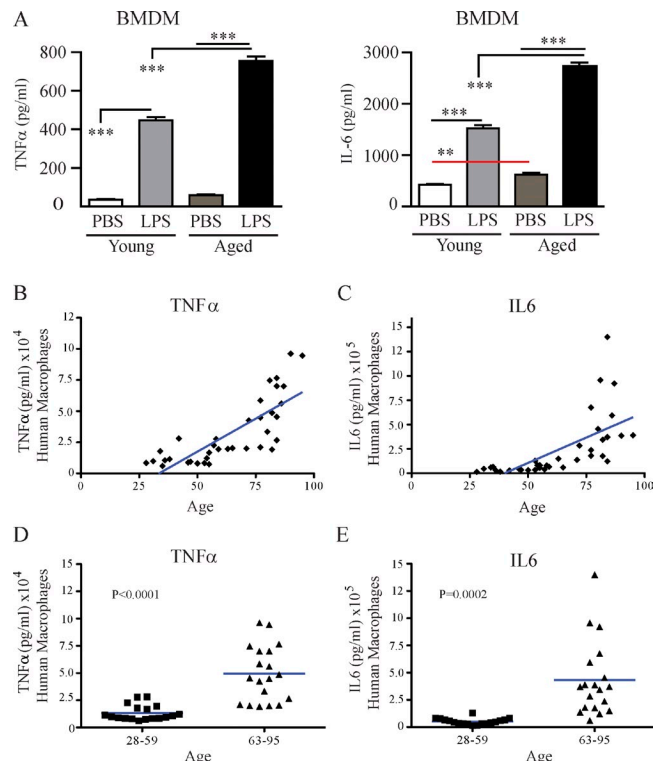 A
BMDM
BMDM
TNFα
(pg/ml)
800
600
400
200
0
***
***
***
PBS LPS PBS LPS
Young Aged
IL-6 (pg/ml)
3000
2000
1000
0
***
***
***
**
PBS LPS PBS LPS
Young Aged
B
TNFα
TNFα (pg/ml) x10⁴
Human Macrophages
10
7.5
5.0
2.5
0
0 25 50 75 100
Age
C
IL6
IL6 (pg/ml) x10⁵
Human Macrophages
15
12.5
10
7.5
5.0
2.5
0
0 25 50 75 100
Age
D
TNFα
TNFα (pg/ml) x10⁴
Human Macrophages
15
12.5
10
7.5
5.0
2.5
0
P<0.0001
28-59 63-95
Age
E
IL6
IL6 (pg/ml) x10⁵
Human Macrophages
15
12.5
10
7.5
5.0
2.5
0
P=0.0002
28-59 63-95
Age